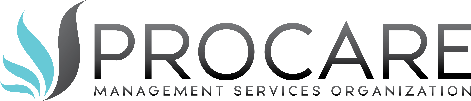 PROCARE
MANAGEMENT SERVICES ORGANIZATION